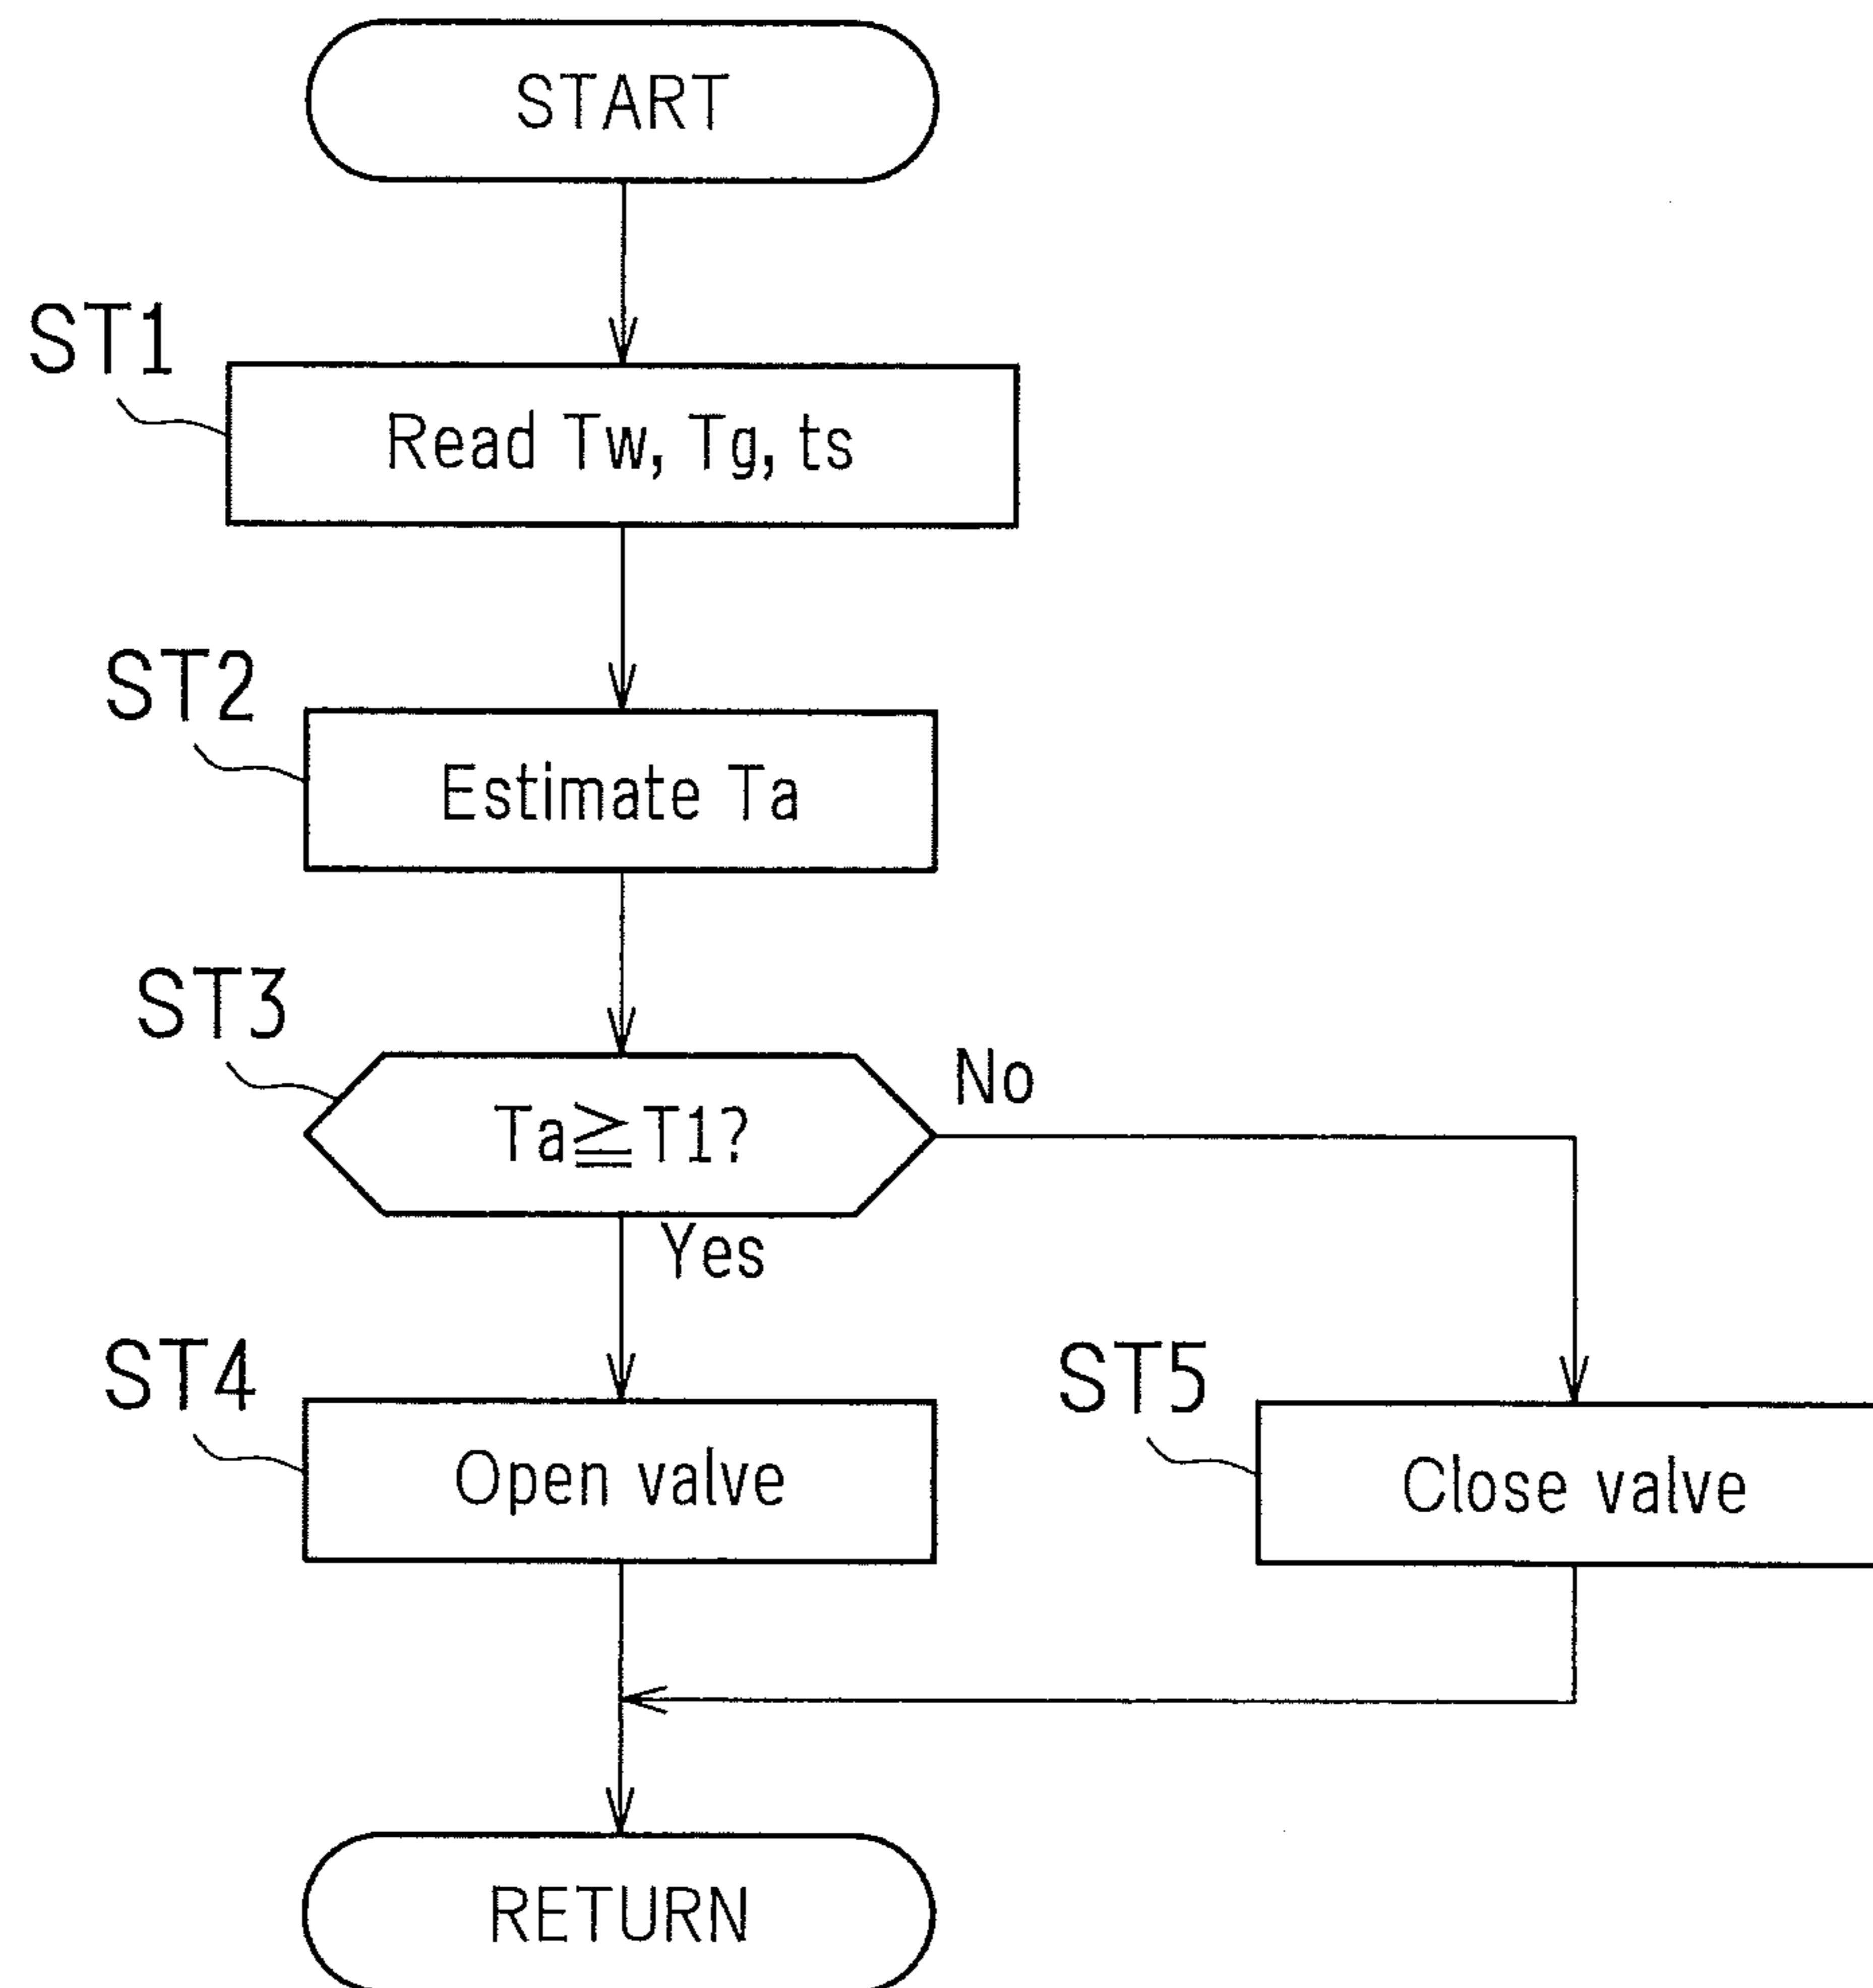 START
ST1
Read Tw, Tg, ts
ST2
Estimate Ta
ST3
Ta≧T1?
No
Yes
ST4
Open valve
ST5
Close valve
RETURN